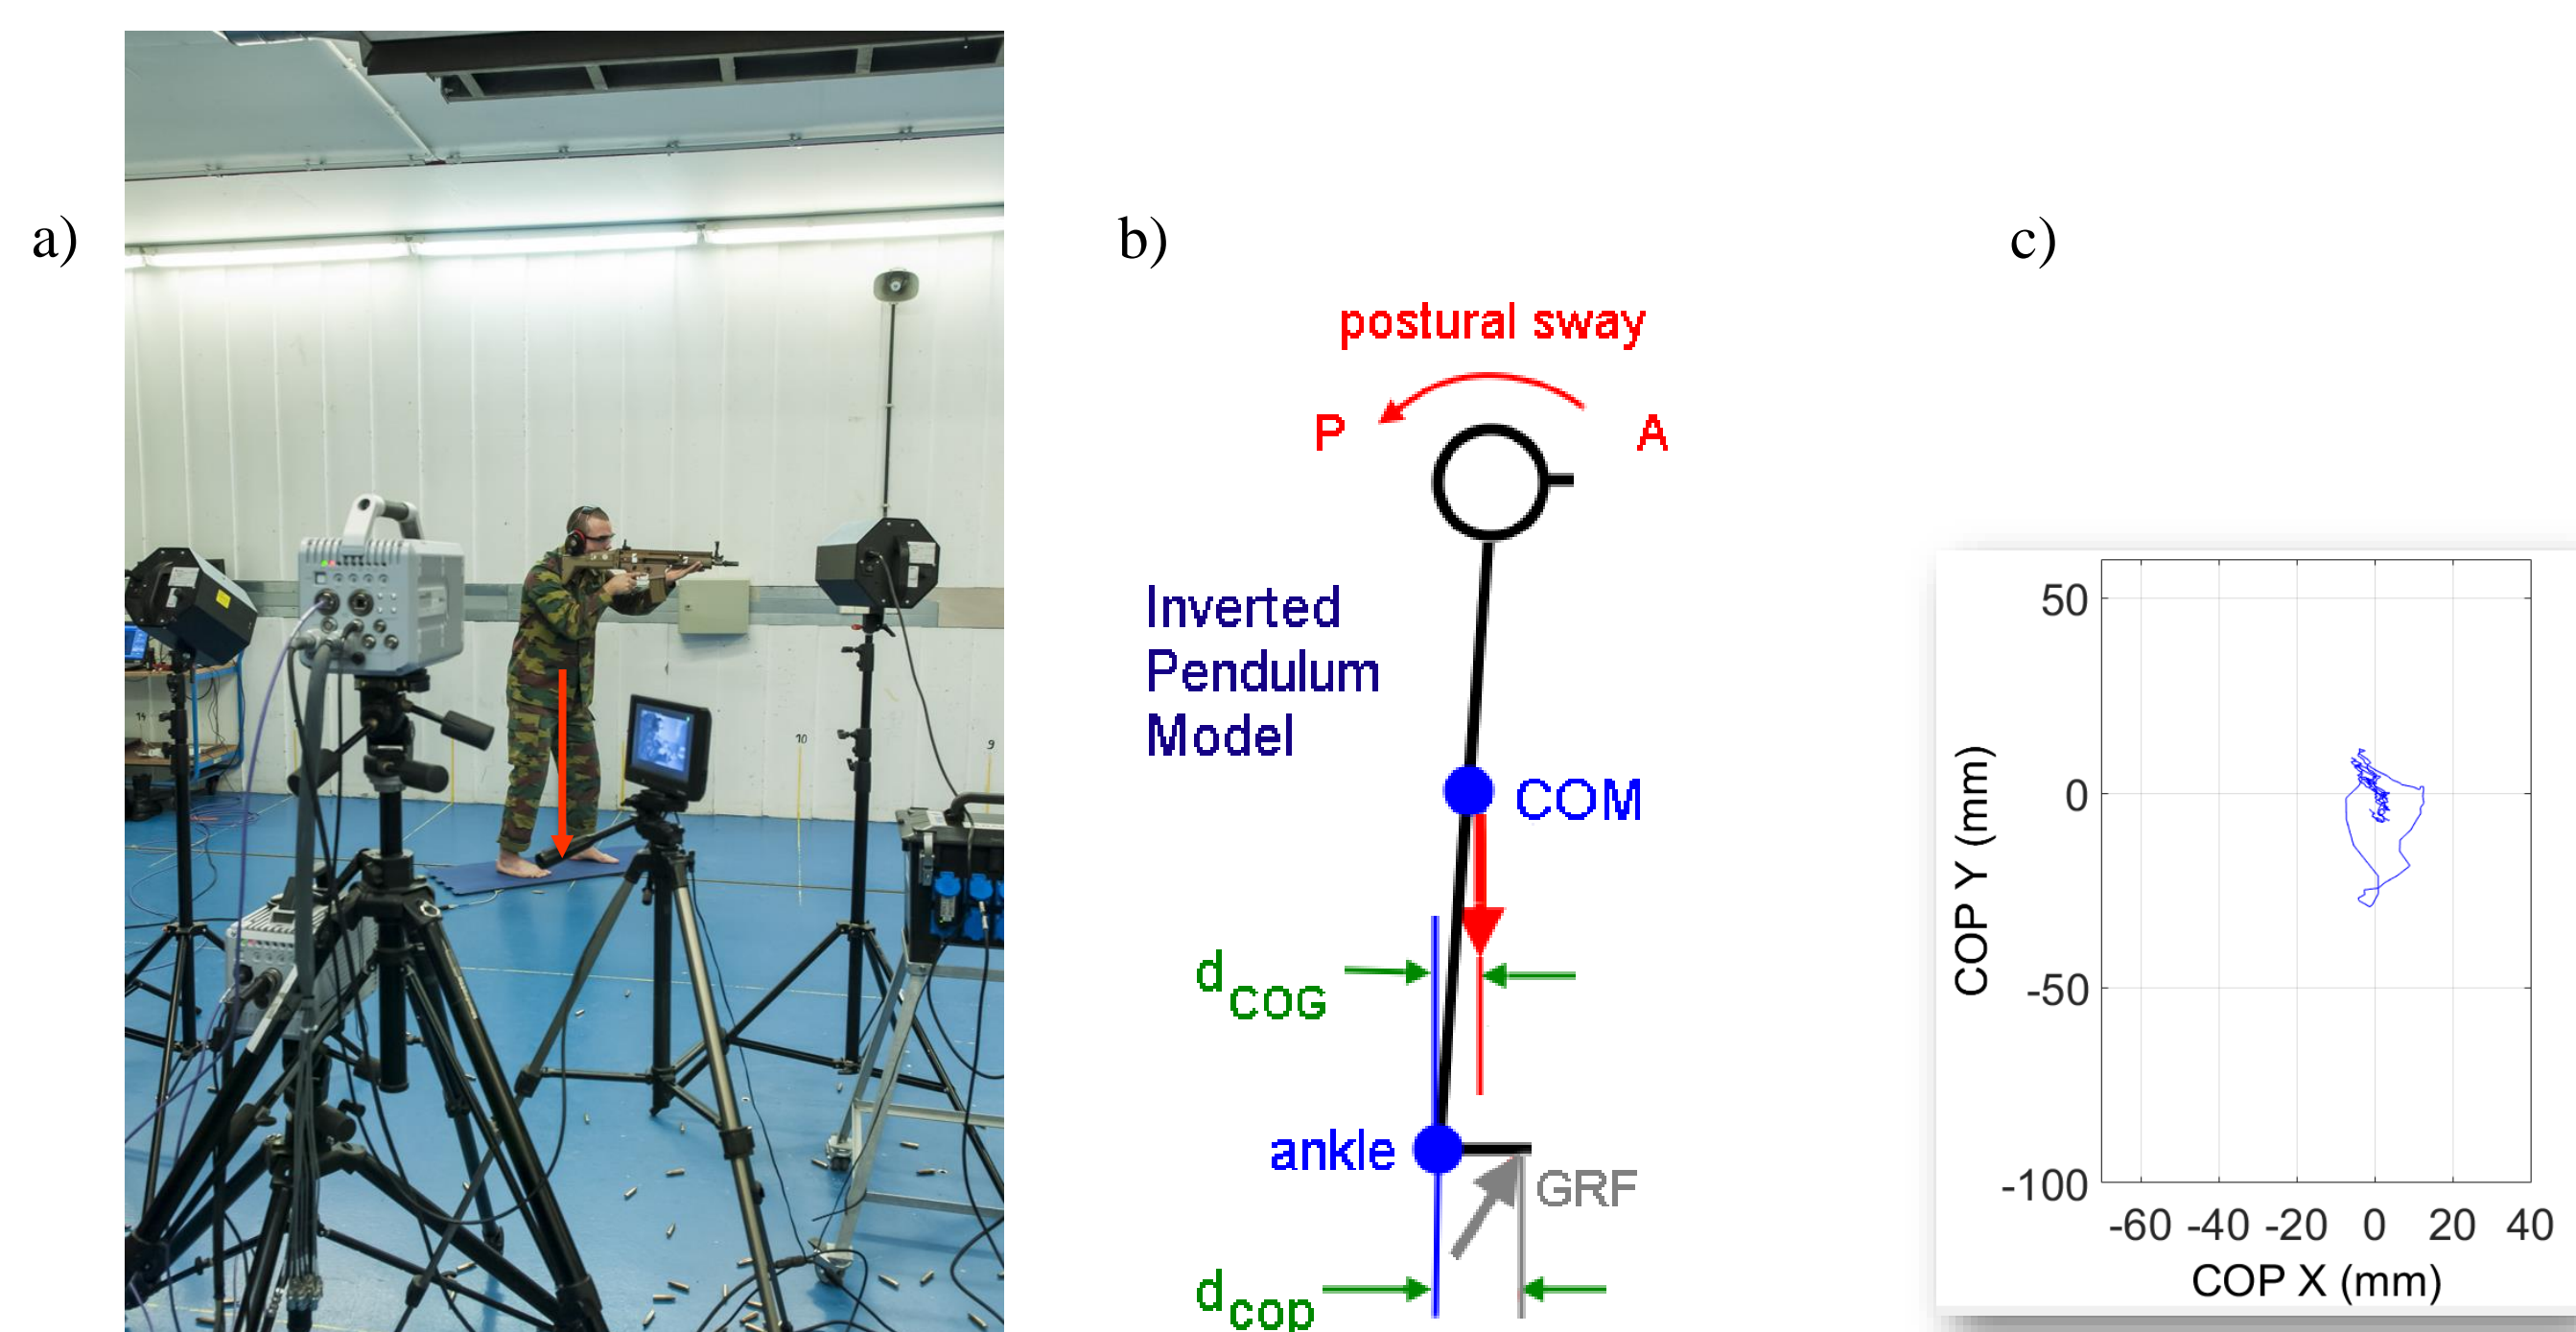 a)
14
10
9
b)
postural sway
P
A
Inverted
Pendulum
Model
COM
dCOG
ankle
GRF
dcop
c)
50
0
-50
-100
COP Y (mm)
-60 -40 -20 0 20 40
COP X (mm)